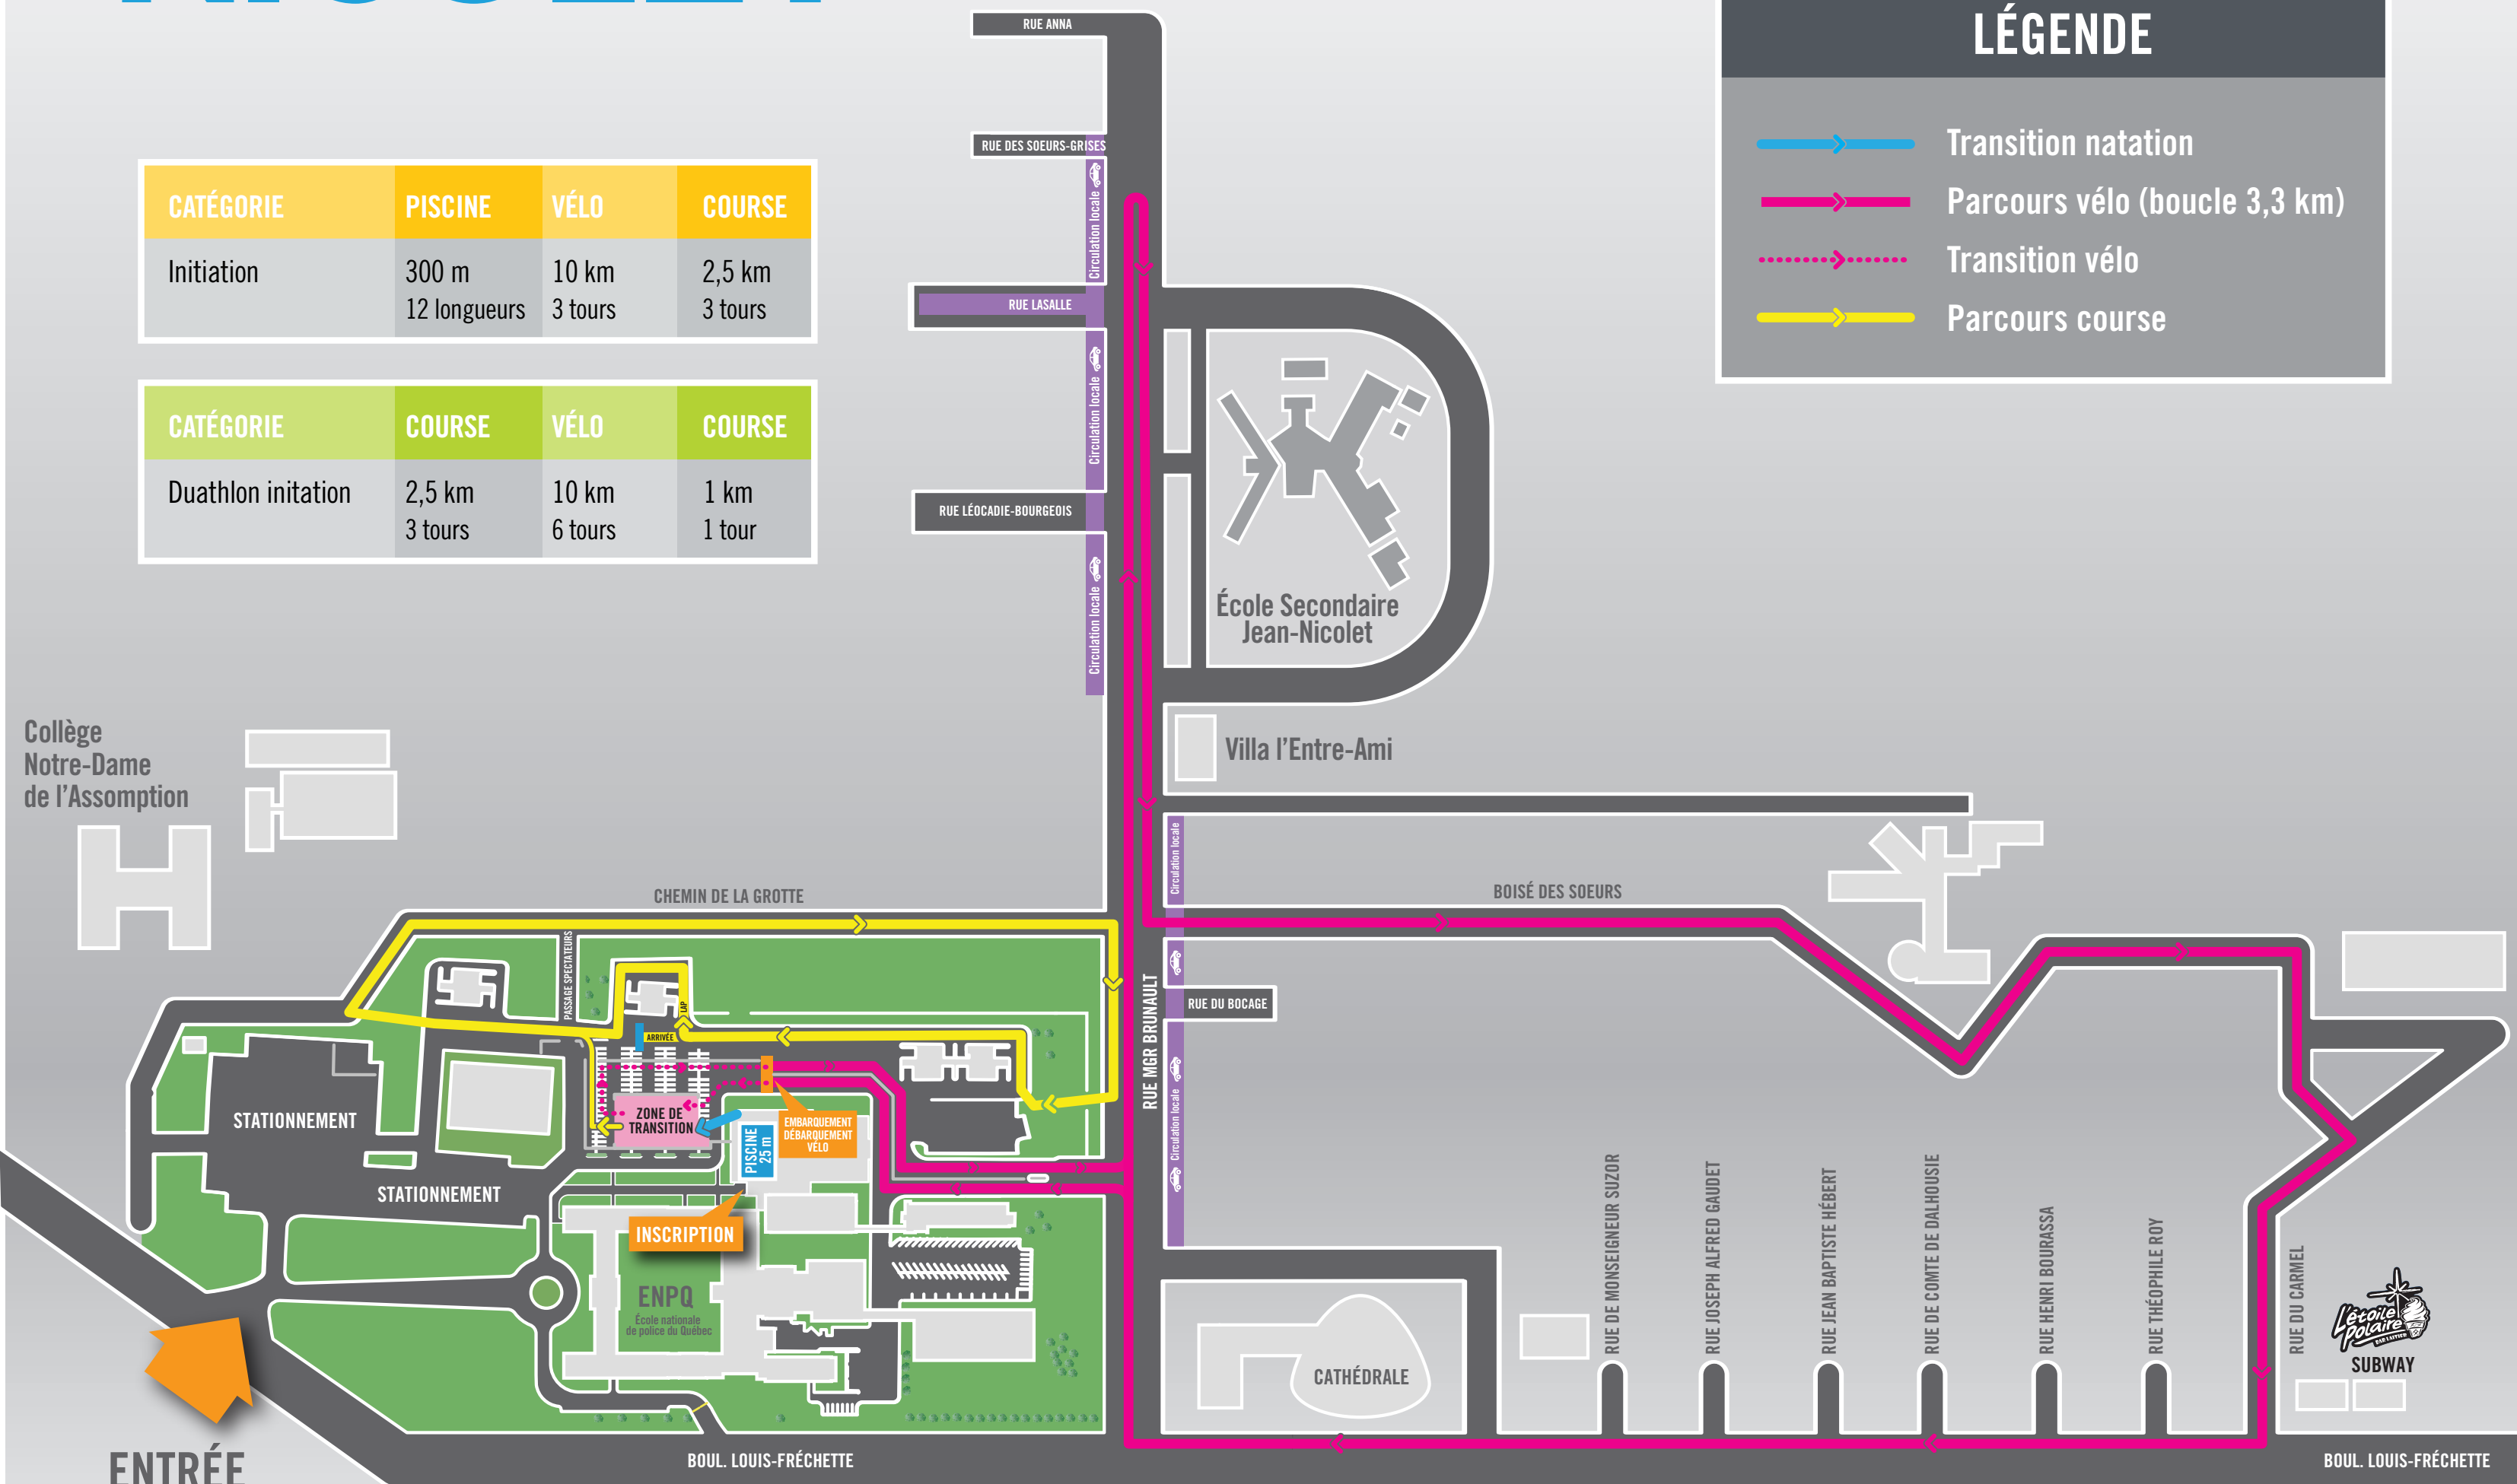 RUE ANNA
LÉGENDE
Transition natation
Parcours vélo (boucle 3,3 km)
Transition vélo
Parcours course
RUE DES SOEURS-GRISES
CATÉGORIE PISCINE VÉLO COURSE
Initiation 300 m 10 km 2,5 km
12 longueurs 3 tours 3 tours
Circulation locale
RUE LASALLE
CATÉGORIE COURSE VÉLO COURSE
Duathlon initation 2,5 km 10 km 1 km
3 tours 6 tours 1 tour
Circulation locale
RUE LÉOCADIE-BOURGEOIS
Circulation locale
École Secondaire
Jean-Nicolet
Collège
Notre-Dame
de l'Assomption
Villa l'Entre-Ami
Circulation locale
CHEMIN DE LA GROTTE
BOISÉ DES SOEURS
PASSAGE SPECTATEURS
LAP
ARRIVÉE
RUE MGR BRUNAULT
RUE DU BOCAGE
Circulation locale
STATIONNEMENT
ZONE DE
TRANSITION
PISCINE
25 m
EMBARQUEMENT
DÉBARQUEMENT
VÉLO
STATIONNEMENT
INSCRIPTION
ENPQ
École nationale
de police du Québec
CATHÉDRALE
RUE DE MONSEIGNEUR SUZOR
RUE JOSEPH ALFRED GAUDET
RUE JEAN BAPTISTE HÉBERT
RUE DE COMTE DE DALHOUSIE
RUE HENRI BOURASSA
RUE THÉOPHILE ROY
RUE DU CARMEL
L'étoile
polaire
BAR LAITIER
SUBWAY
ENTRÉE
BOUL. LOUIS-FRÉCHETTE
BOUL. LOUIS-FRÉCHETTE